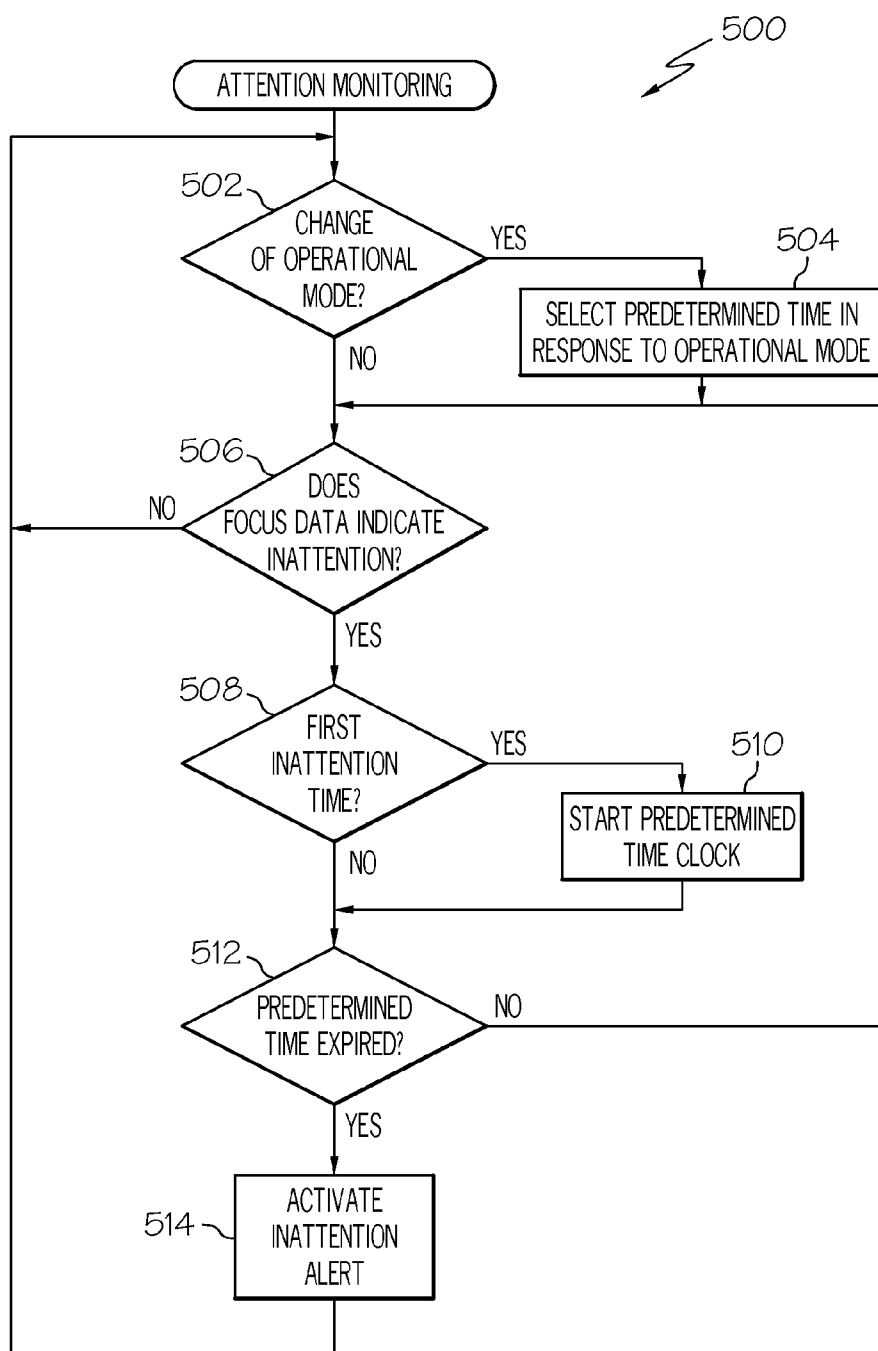 500
ATTENTION MONITORING
502
CHANGE
OF OPERATIONAL
MODE?
YES
504
SELECT PREDETERMINED TIME IN
RESPONSE TO OPERATIONAL MODE
NO
506
DOES
FOCUS DATA INDICATE
INATTENTION?
NO
YES
508
FIRST
INATTENTION
TIME?
YES
510
START PREDETERMINED
TIME CLOCK
NO
512
PREDETERMINED
TIME EXPIRED?
NO
YES
514
ACTIVATE
INATTENTION
ALERT